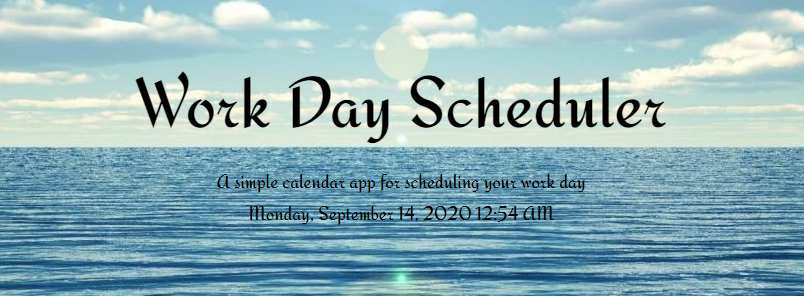 Work Day Scheduler
A simple calendar app for scheduling your work day
Monday, September 14, 2020 12:54 AM